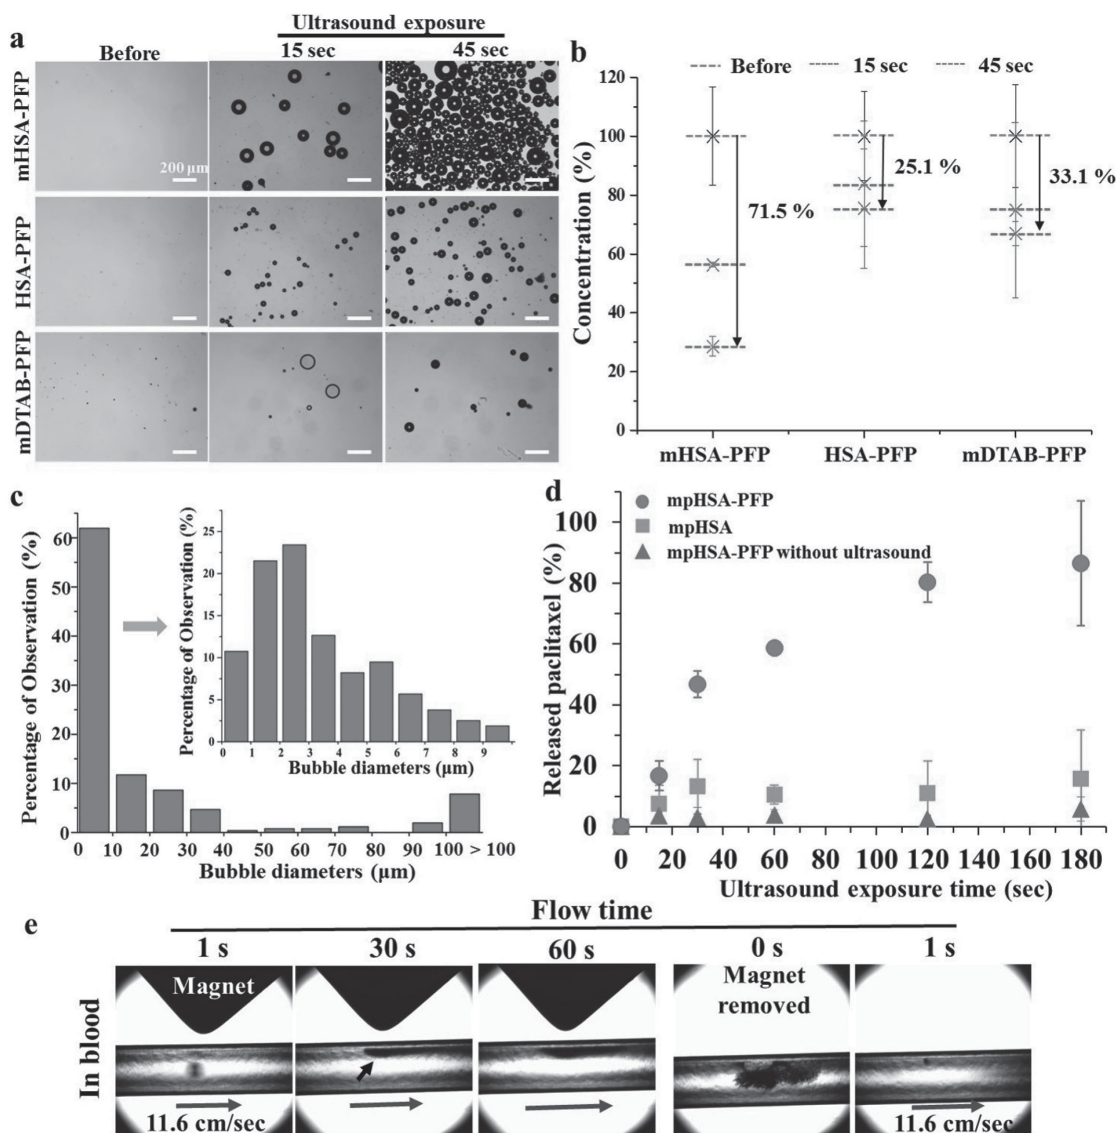 a
Ultrasound exposure
Before
15 sec
45 sec
mHSA-PFP
200 µm
HSA-PFP
mDTAB-PFP
b
Before 15 sec 45 sec
Concentration (%)
120
100
80
60
40
20
0
71.5 %
25.1 %
33.1 %
mHSA-PFP HSA-PFP mDTAB-PFP
c
Percentage of Observation (%)
60
50
40
30
20
10
0
0 10 20 30 40 50 60 70 80 90 100 > 100
Bubble diameters (µm)
Percentage of Observation (%)
25
20
15
10
5
0
0 1 2 3 4 5 6 7 8 9
Bubble diameters (µm)
d
mpHSA-PFP
mpHSA
mpHSA-PFP without ultrasound
Released paclitaxel (%)
100
80
60
40
20
0
0 20 40 60 80 100 120 140 160 180
Ultrasound exposure time (sec)
e
Flow time
1 s 30 s 60 s 0 s 1 s
In blood
Magnet
Magnet
removed
11.6 cm/sec
11.6 cm/sec